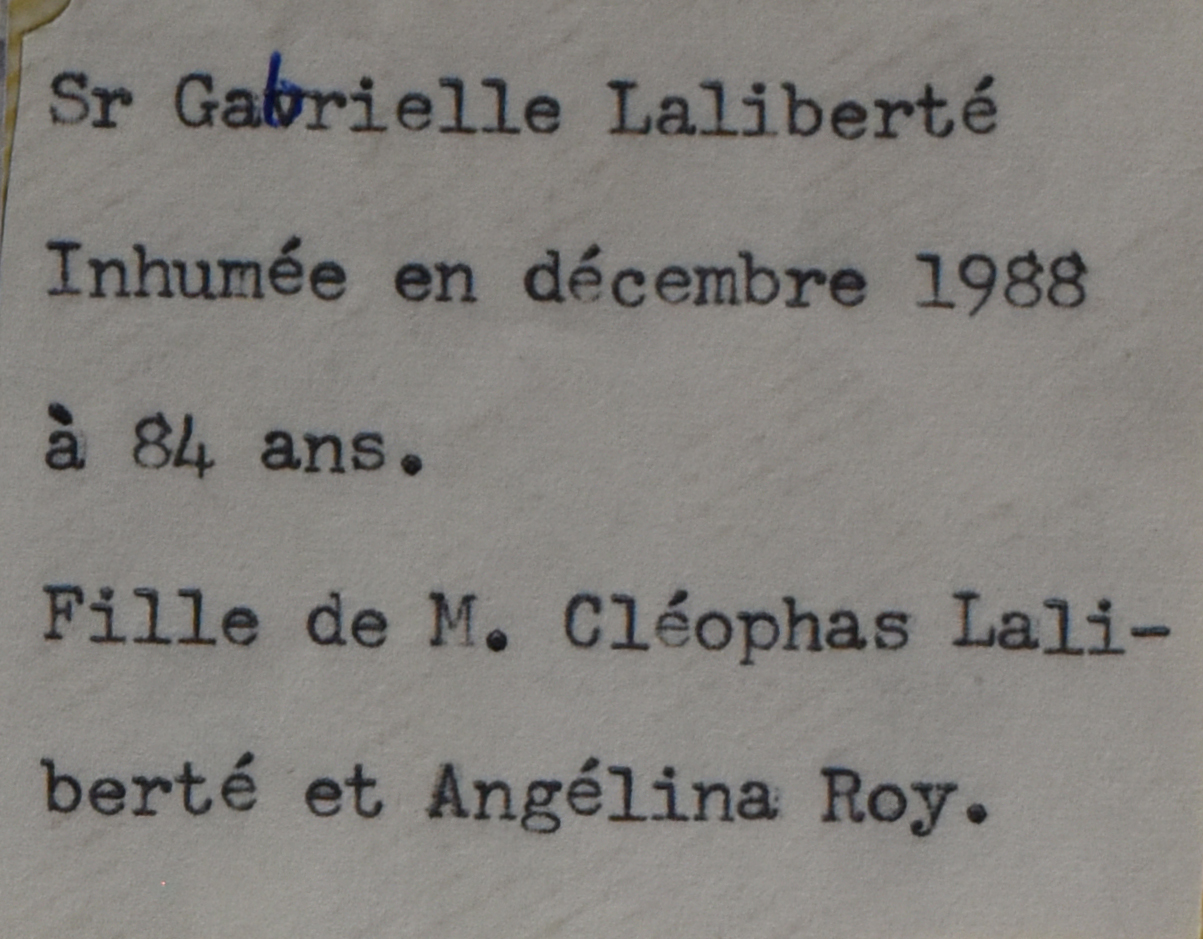 Sr Gabrielle Laliberté
Inhumée en décembre 1988
à 84 ans.
Fille de M. Cléophas Lali-
berté et Angélina Roy.